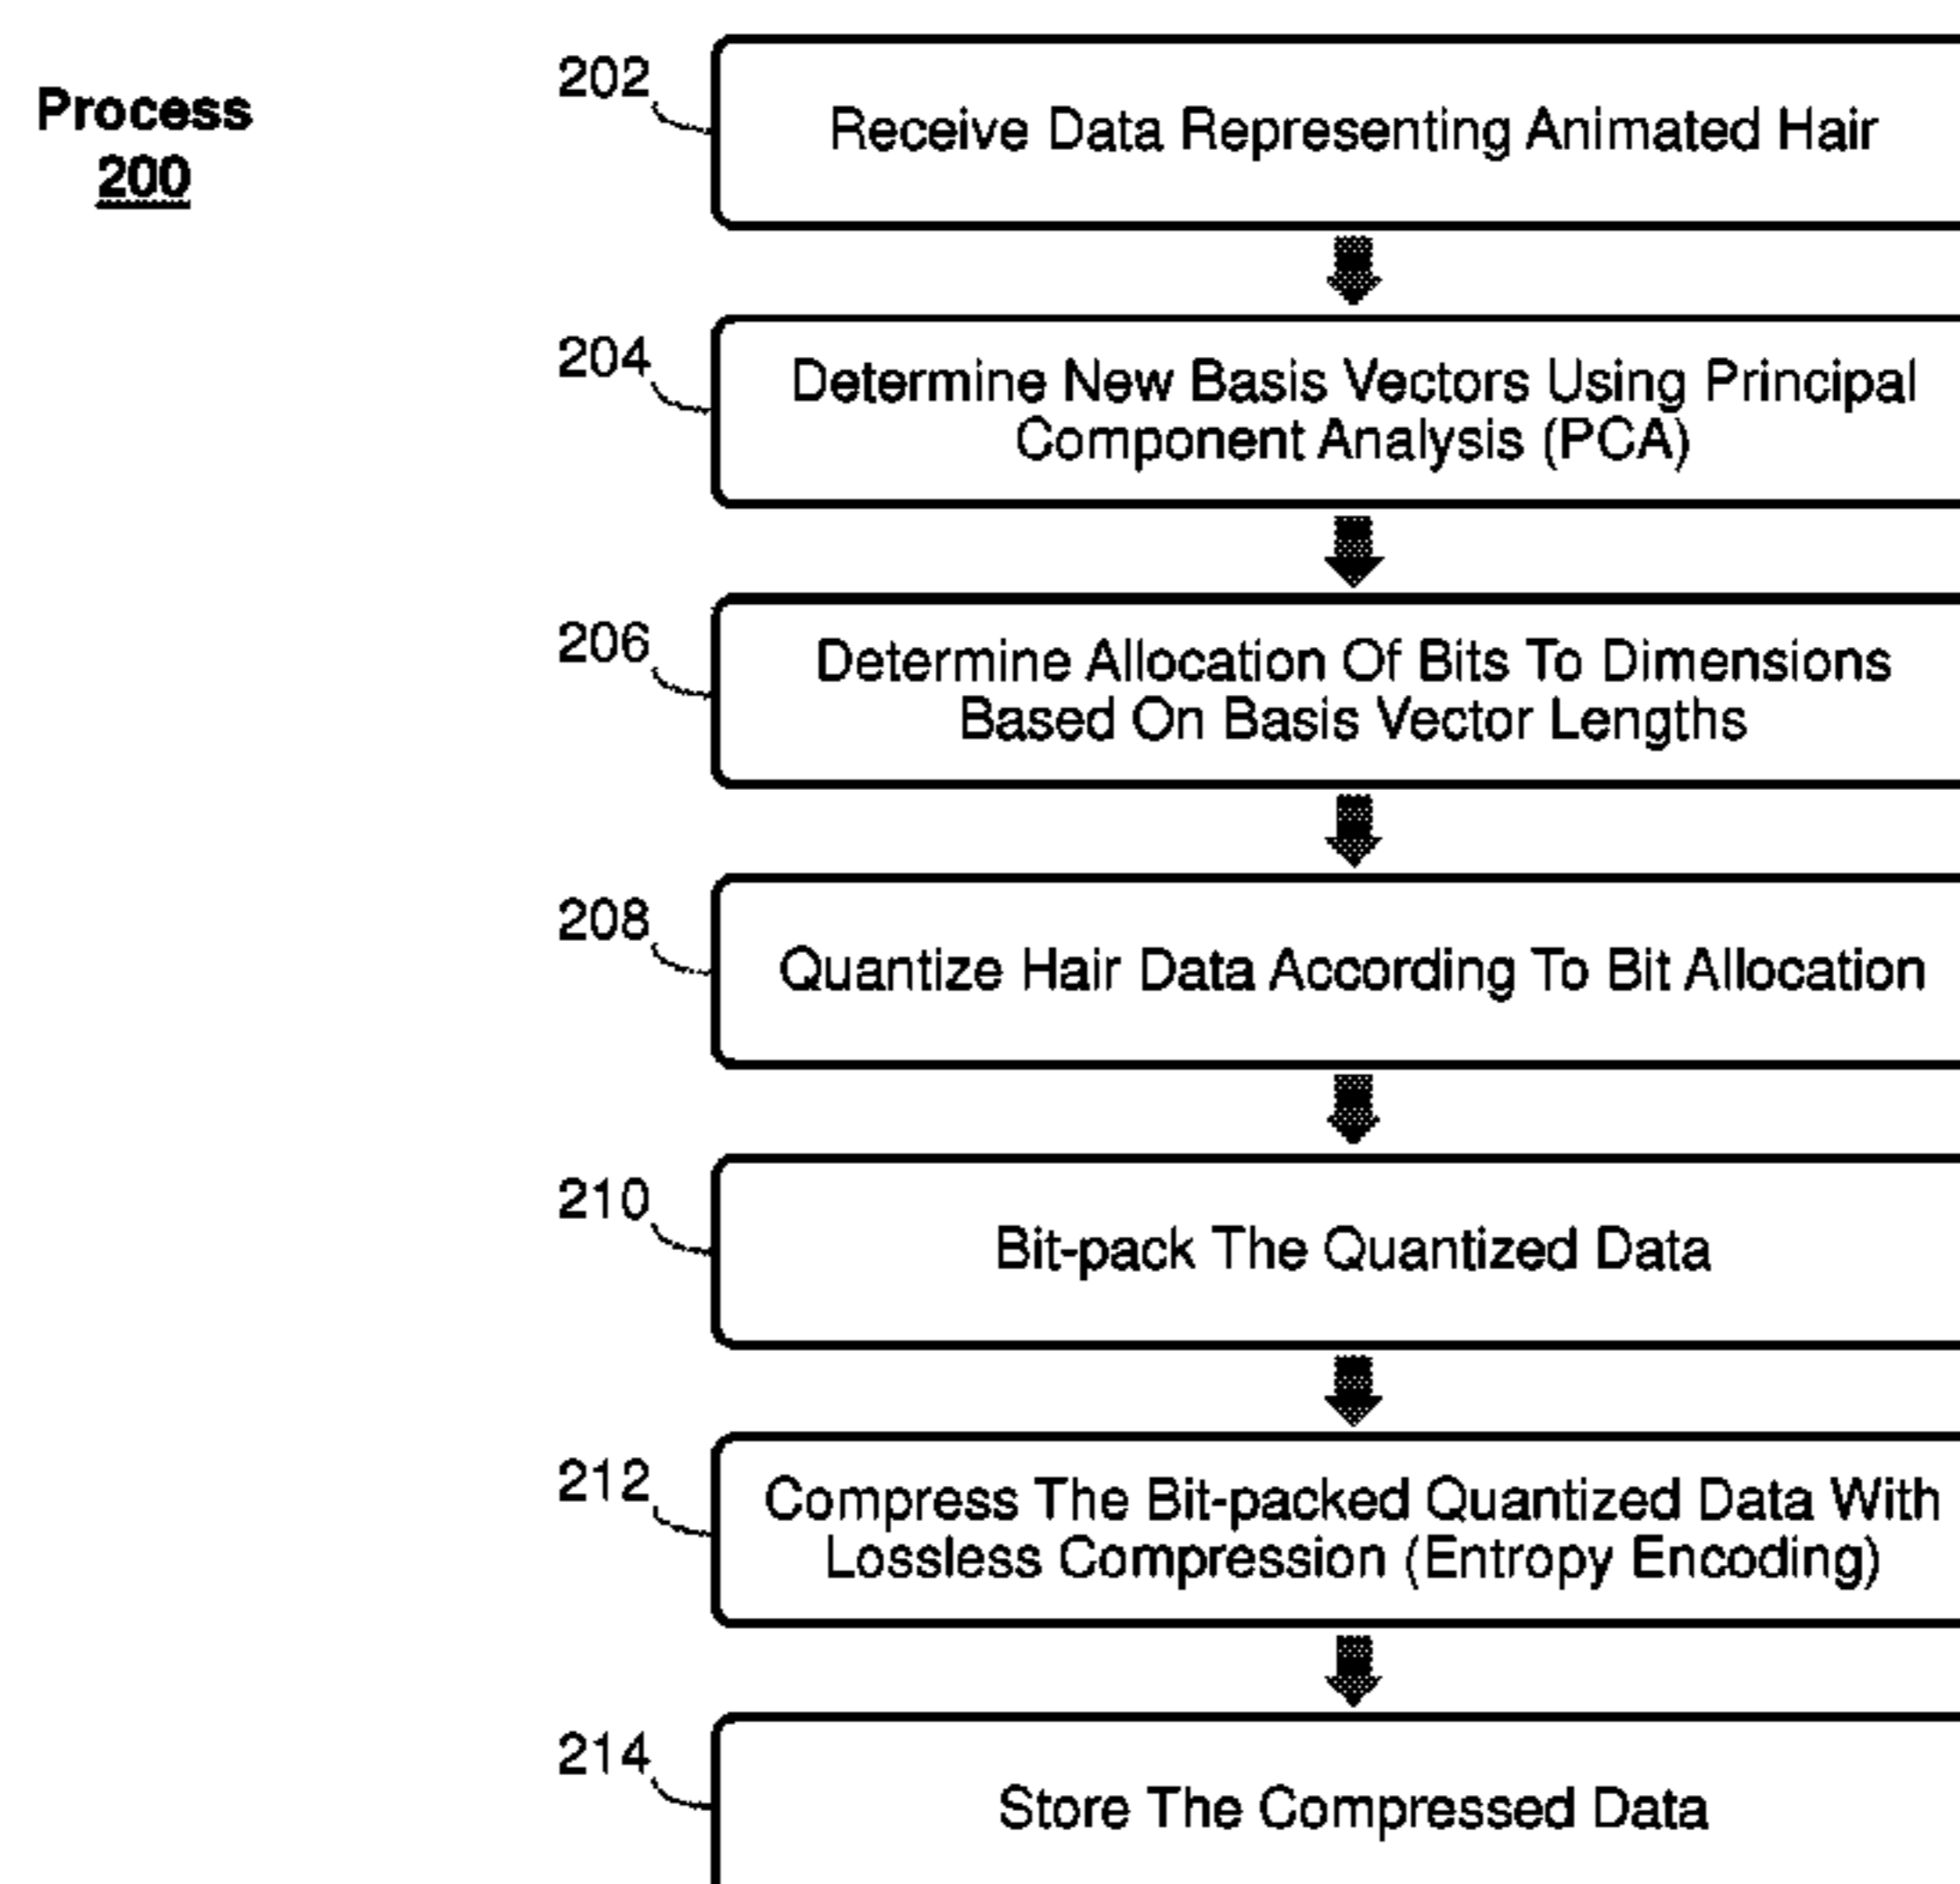 Process
200
202
Receive Data Representing Animated Hair
204
Determine New Basis Vectors Using Principal
Component Analysis (PCA)
206
Determine Allocation Of Bits To Dimensions
Based On Basis Vector Lengths
208
Quantize Hair Data According To Bit Allocation
210
Bit-pack The Quantized Data
212
Compress The Bit-packed Quantized Data With
Lossless Compression (Entropy Encoding)
214
Store The Compressed Data